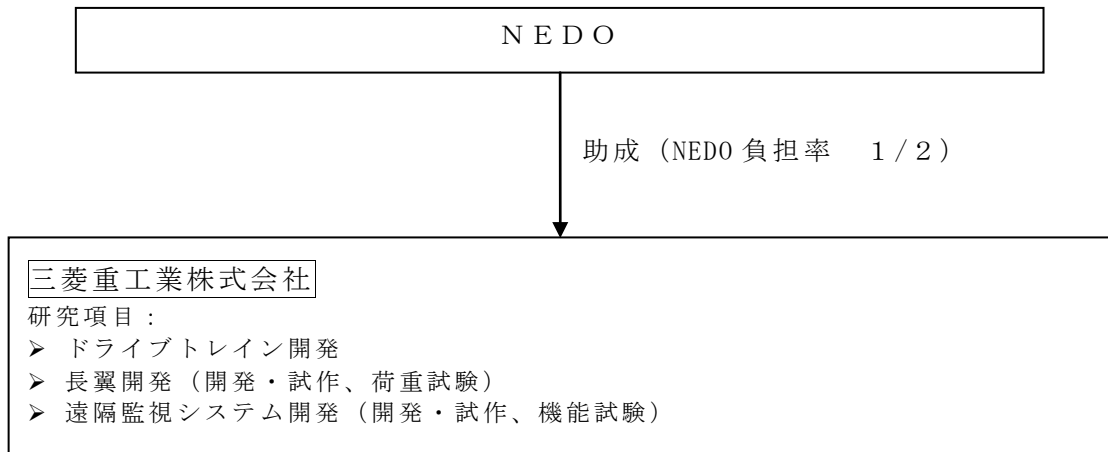 ＮＥＤＯ
助成（NEDO負担率　１/２）
三菱重工業株式会社
研究項目：
➢ ドライブトレイン開発
➢ 長翼開発（開発・試作、荷重試験）
➢ 遠隔監視システム開発（開発・試作、機能試験）